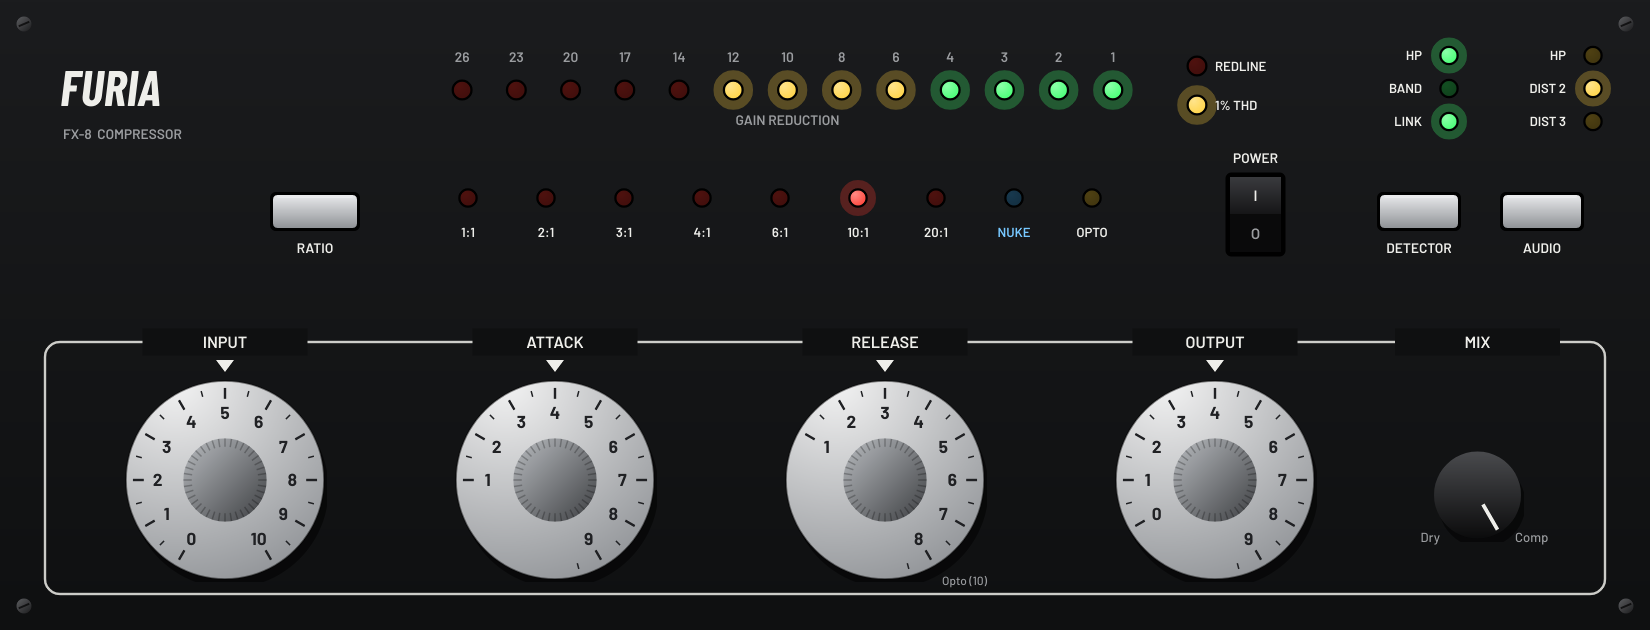 26 23 20 17 14 12 10 8 6 4 3 2 1
GAIN REDUCTION
FURIA
FX-8 COMPRESSOR
REDLINE
1% THD
HP
BAND
LINK
HP
DIST 2
DIST 3
POWER
I
0
RATIO
1:1 2:1 3:1 4:1 6:1 10:1 20:1 NUKE OPTO
DETECTOR
AUDIO
INPUT
0 1 2 3 4 5 6 7 8 9 10
ATTACK
1 2 3 4 5 6 7 8 9
RELEASE
1 2 3 4 5 6 7 8
Opto (10)
OUTPUT
0 1 2 3 4 5 6 7 8 9
MIX
Dry
Comp